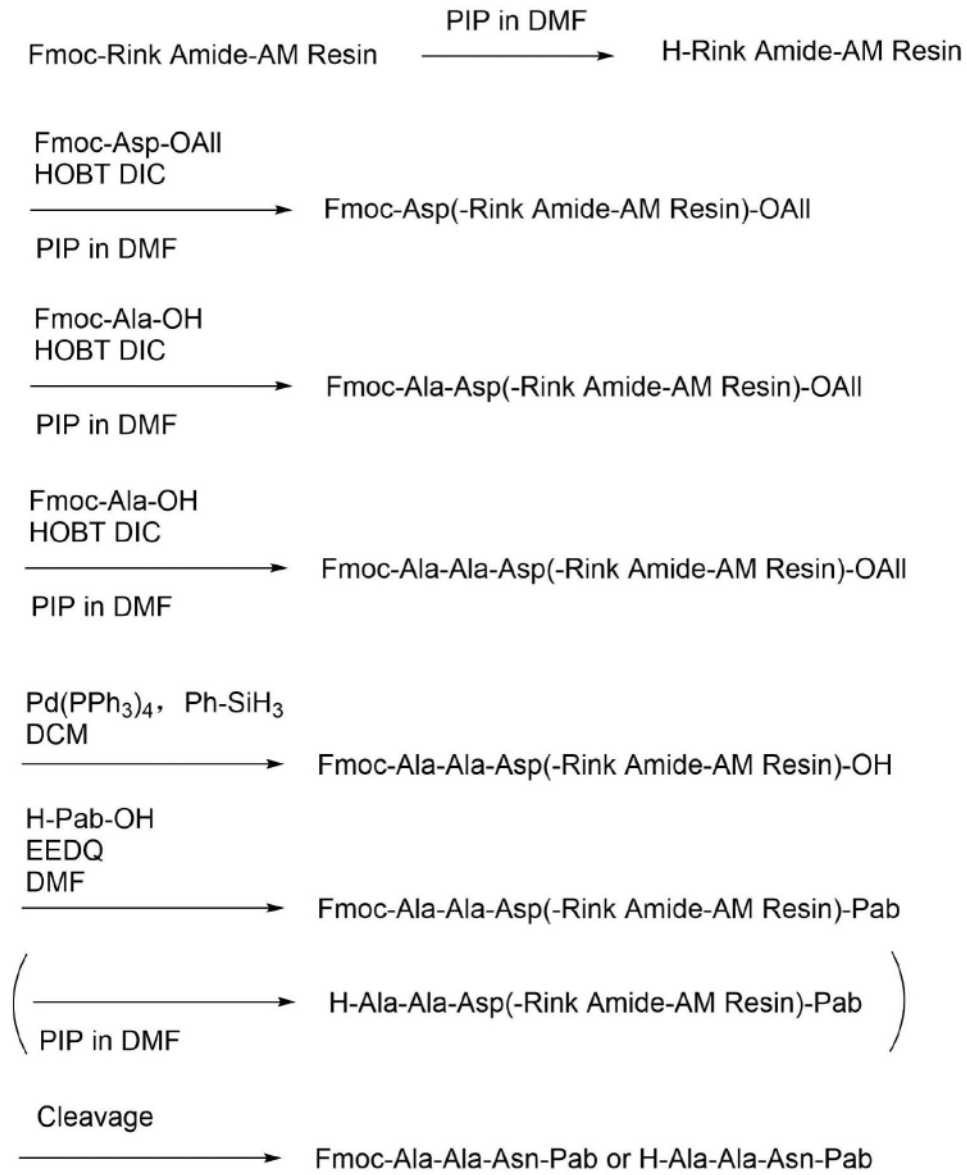 PIP in DMF
Fmoc-Rink Amide-AM Resin
H-Rink Amide-AM Resin
Fmoc-Asp-OAll
HOBT DIC
Fmoc-Asp(-Rink Amide-AM Resin)-OAll
PIP in DMF
Fmoc-Ala-OH
HOBT DIC
Fmoc-Ala-Asp(-Rink Amide-AM Resin)-OAll
PIP in DMF
Fmoc-Ala-OH
HOBT DIC
Fmoc-Ala-Ala-Asp(-Rink Amide-AM Resin)-OAll
PIP in DMF
Pd(PPh₃)₄，Ph-SiH₃
DCM
Fmoc-Ala-Ala-Asp(-Rink Amide-AM Resin)-OH
H-Pab-OH
EEDQ
DMF
Fmoc-Ala-Ala-Asp(-Rink Amide-AM Resin)-Pab
H-Ala-Ala-Asp(-Rink Amide-AM Resin)-Pab
PIP in DMF
Cleavage
Fmoc-Ala-Ala-Asn-Pab or H-Ala-Ala-Asn-Pab